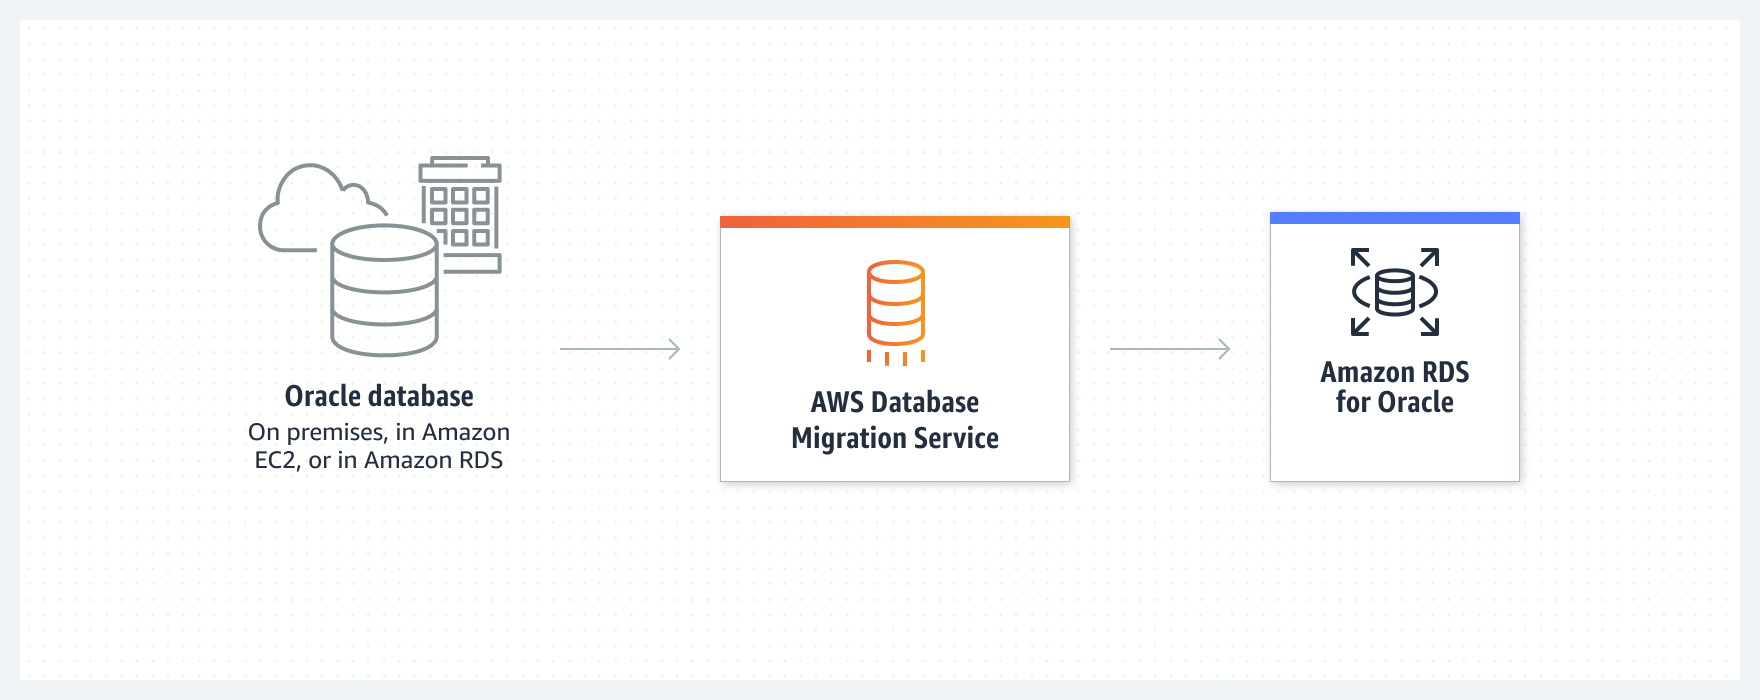 Oracle database
On premises, in Amazon
EC2, or in Amazon RDS
AWS Database
Migration Service
Amazon RDS
for Oracle